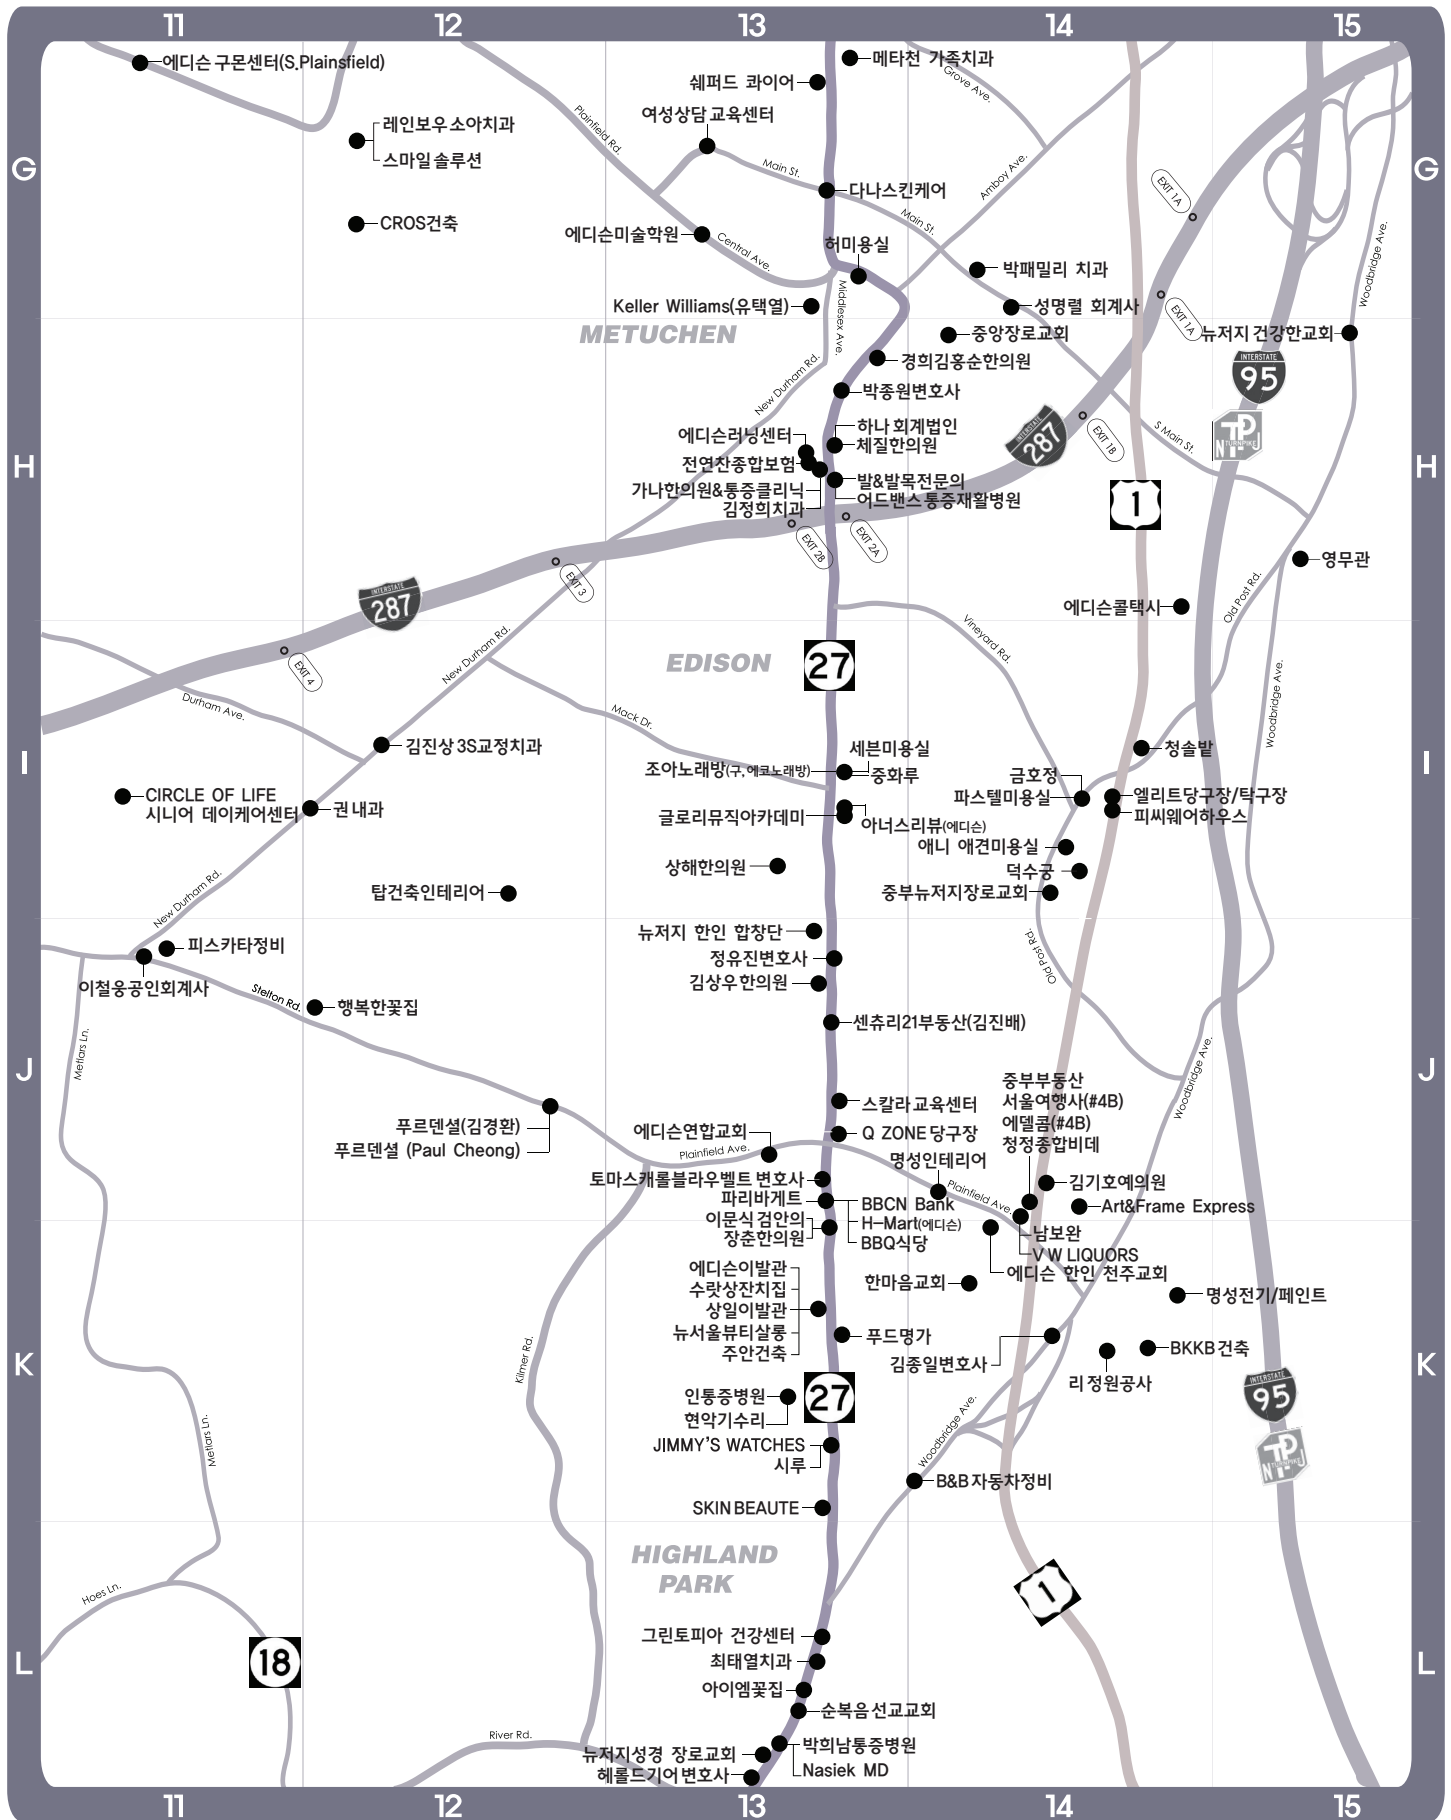 11 12 13 14 15
에디슨 구몬센터(S.Plainsfield)
메타천 가족치과
쉐퍼드 콰이어
Grove Ave.
여성상담 교육센터
레인보우 소아치과
스마일 솔루션
Plainfield Rd.
Main St.
Amboy Ave.
G
G
EXIT 1A
다나스킨케어
CROS건축
에디슨미술학원
Main St.
Central Ave.
허미용실
Woodbridge Ave.
박패밀리 치과
Keller Williams(유택열)
Middlesex Ave.
성명렬 회계사
EXIT 1A
METUCHEN
중앙장로교회
뉴저지 건강한교회
경희김홍순한의원
INTERSTATE
95
New Durham Rd.
박종원변호사
하나 회계법인
에디슨러닝센터
체질한의원
INTERSTATE
287
EXIT 1B
S Main St.
NTPJ
TURNPIKE
H
H
전연찬종합보험
발&발목전문의
가나한의원&통증클리닉
김정희치과
어드밴스통증재활병원
1
EXIT 2B
EXIT 2A
영무관
EXIT 3
INTERSTATE
287
에디슨콜택시
Old Post Rd.
Vineyard Rd.
New Durham Rd.
EXIT 4
EDISON
27
Durham Ave.
Mack Dr.
Woodbridge Ave.
김진상 3S교정치과
세븐미용실
청솔밭
I
I
조아노래방(구,에코노래방)
중화루
금호정
CIRCLE OF LIFE
시니어 데이케어센터
권내과
파스텔미용실
엘리트당구장/탁구장
글로리뮤직아카데미
피씨웨어하우스
아너스리뷰(에디슨)
애니 애견미용실
상해한의원
덕수궁
탑건축인테리어
중부뉴저지장로교회
New Durham Rd.
뉴저지 한인 합창단
피스카타정비
정유진변호사
Old Post Rd.
이철웅공인회계사
김상우한의원
Stelton Rd.
행복한꽃집
센츄리21부동산(김진배)
Metlars Ln.
J
J
Woodbridge Ave.
중부부동산
서울여행사(#4B)
에델콤(#4B)
청정종합비데
스칼라교육센터
푸르덴셜(김경환)
푸르덴셜 (Paul Cheong)
에디슨연합교회
Q ZONE당구장
Plainfield Ave.
명성인테리어
토마스캐롤블라우벨트 변호사
Plainfield Ave.
김기호예의원
파리바게트
BBCN Bank
Art&Frame Express
이문식 검안의
장춘한의원
H-Mart(에디슨)
BBQ식당
남보완
V W LIQUORS
에디슨 한인 천주교회
에디슨이발관
수랏상잔치집
상일이발관
뉴서울뷰티살롱
주안건축
한마음교회
명성전기/페인트
푸드명가
김종일변호사
BKKB건축
리 정원공사
K
K
Kilmer Rd.
인통증병원
현악기수리
27
INTERSTATE
95
Metlars Ln.
JIMMY'S WATCHES
시루
Woodbridge Ave.
NTPJ
TURNPIKE
B&B자동차정비
SKIN BEAUTE
HIGHLAND
PARK
Hoes Ln.
1
그린토피아 건강센터
L
L
18
최태열치과
아이엠꽃집
순복음선교교회
River Rd.
박희남통증병원
뉴저지성경 장로교회
Nasiek MD
헤롤드기어변호사
11 12 13 14 15